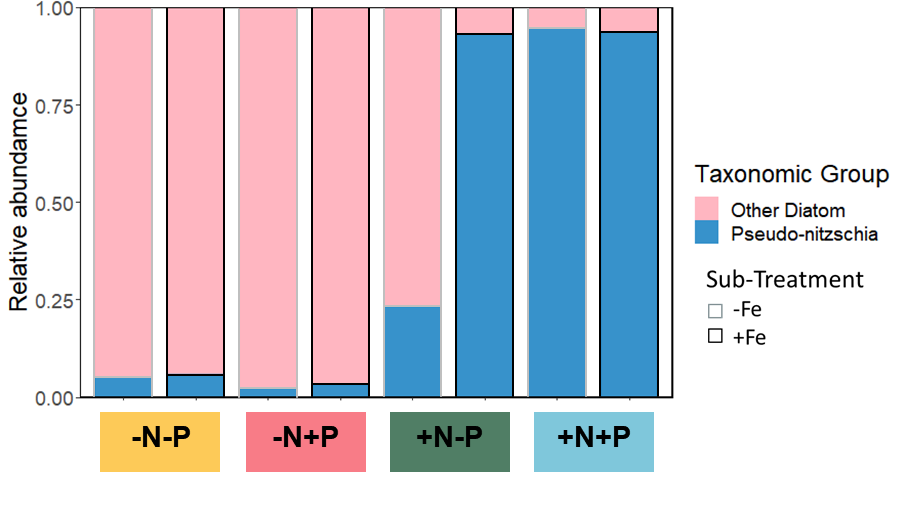 1.00
0.75
0.50
0.25
0.00
Relative abundamce
-N-P
-N+P
+N-P
+N+P
Taxonomic Group
Other Diatom
Pseudo-nitzschia
Sub-Treatment
-Fe
+Fe